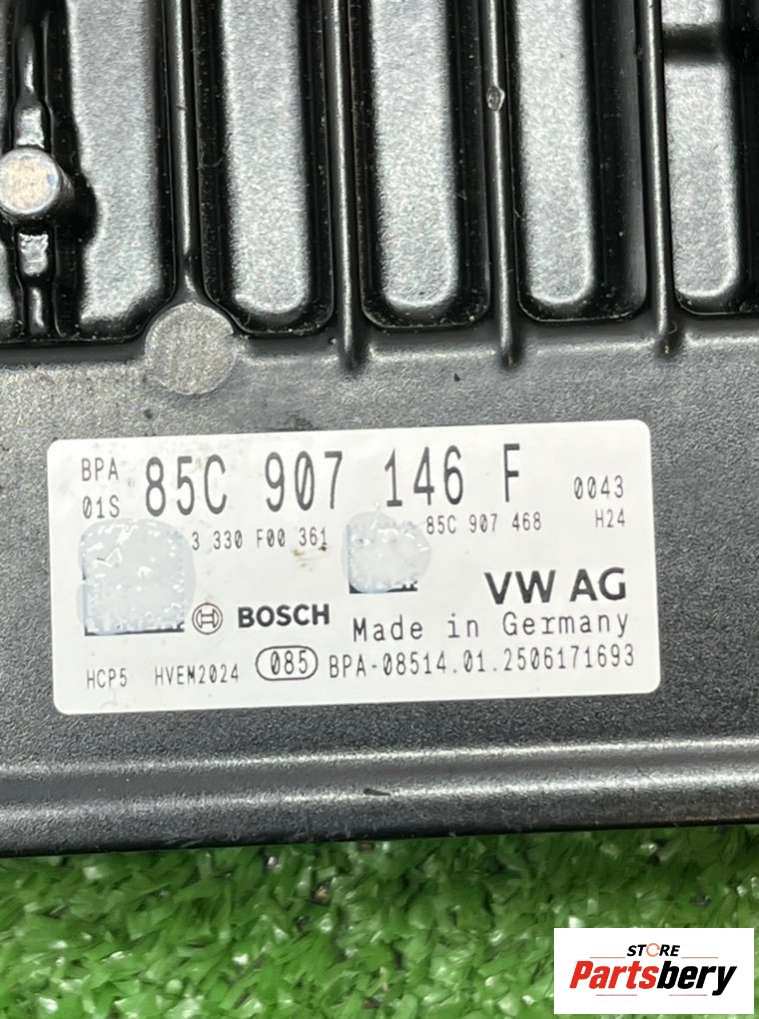 BPA 85C 907 146 F 0043
01S
3 330 F00 361 85C 907 468 H24
VW AG
BOSCH Made in Germany
HCP5 HVEM2024 085 BPA-08514.01.2506171693
STORE
Partsbery